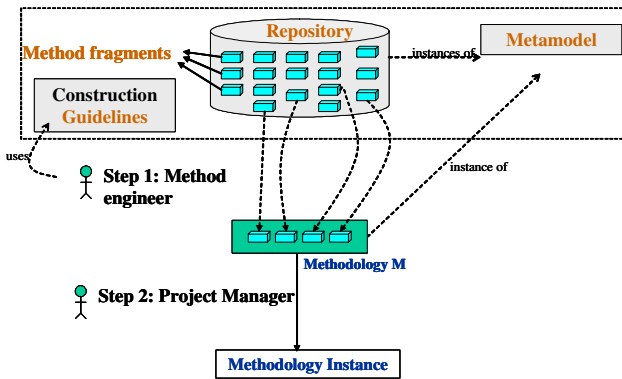 Repository
Method fragments
instances of
Metamodel
Construction
Guidelines
uses
Step 1: Method
engineer
instance of
Methodology M
Step 2: Project Manager
Methodology Instance